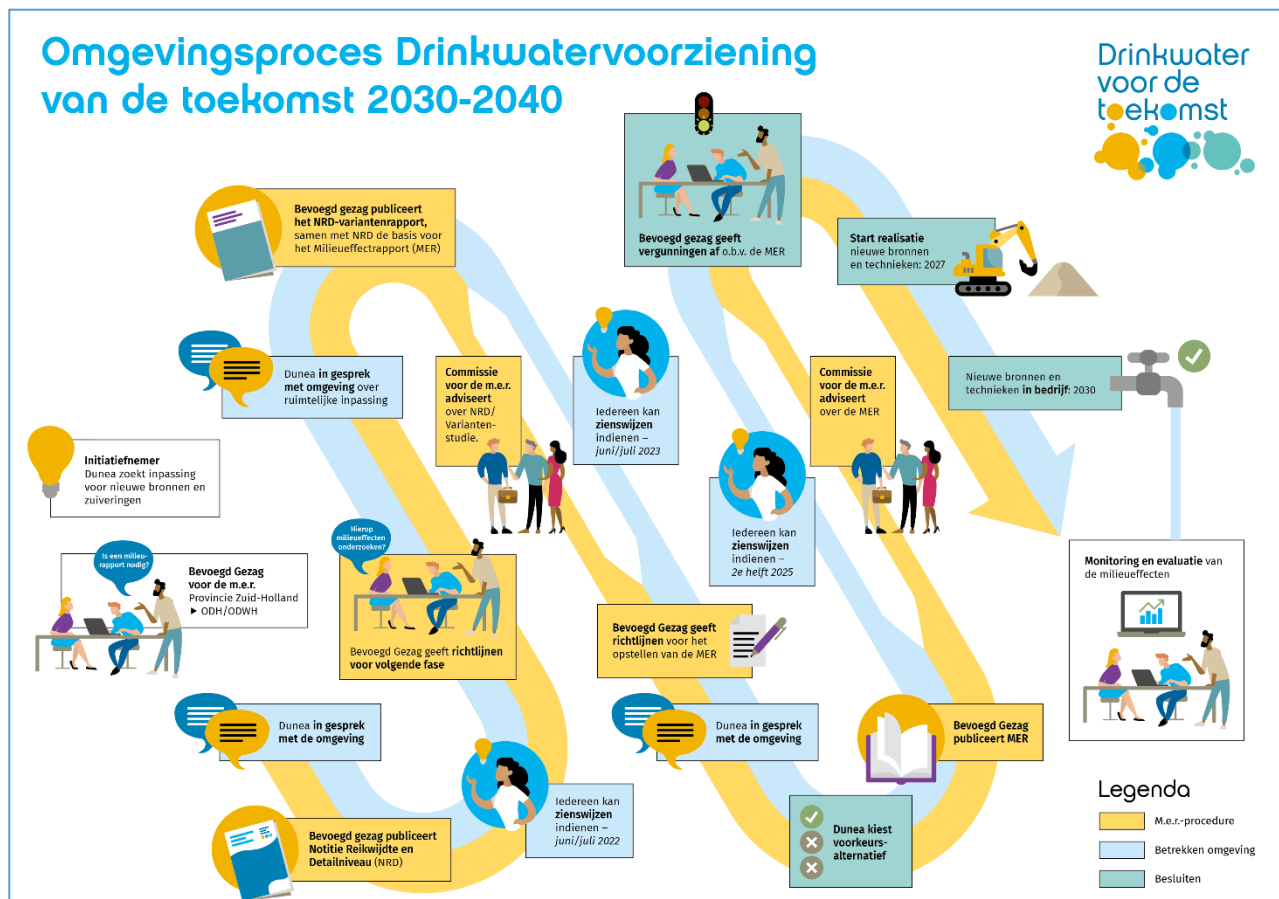 Omgevingsproces Drinkwatervoorziening
van de toekomst 2030-2040
Drinkwater
voor de
toekomst
Initiatiefnemer
Dunea zoekt inpassing
voor nieuwe bronnen en
zuiveringen
Is een milieu-
rapport nodig?
Bevoegd Gezag
voor de m.e.r.
Provincie Zuid-Holland
▶ ODH/ODWH
Dunea in gesprek
met de omgeving
Bevoegd gezag publiceert
Notitie Reikwijdte en
Detailniveau (NRD)
Iedereen kan
zienswijzen
indienen –
juni/juli 2022
Hierop
milieueffecten
onderzoeken?
Bevoegd Gezag geeft richtlijnen
voor volgende fase
Dunea in gesprek
met omgeving over
ruimtelijke inpassing
Bevoegd gezag publiceert
het NRD-variantenrapport,
samen met NRD de basis voor
het Milieueffectrapport (MER)
Commissie
voor de m.e.r.
adviseert
over NRD/
Varianten-
studie.
Iedereen kan
zienswijzen
indienen –
juni/juli 2023
Bevoegd Gezag geeft
richtlijnen voor het
opstellen van de MER
Dunea in gesprek
met de omgeving
Dunea kiest
voorkeurs-
alternatief
Bevoegd Gezag
publiceert MER
Iedereen kan
zienswijzen
indienen –
2e helft 2025
Commissie
voor de m.e.r.
adviseert
over de MER
Bevoegd gezag geeft
vergunningen af o.b.v. de MER
Start realisatie
nieuwe bronnen
en technieken: 2027
Nieuwe bronnen en
technieken in bedrijf: 2030
Monitoring en evaluatie van
de milieueffecten
Legenda
M.e.r.-procedure
Betrekken omgeving
Besluiten